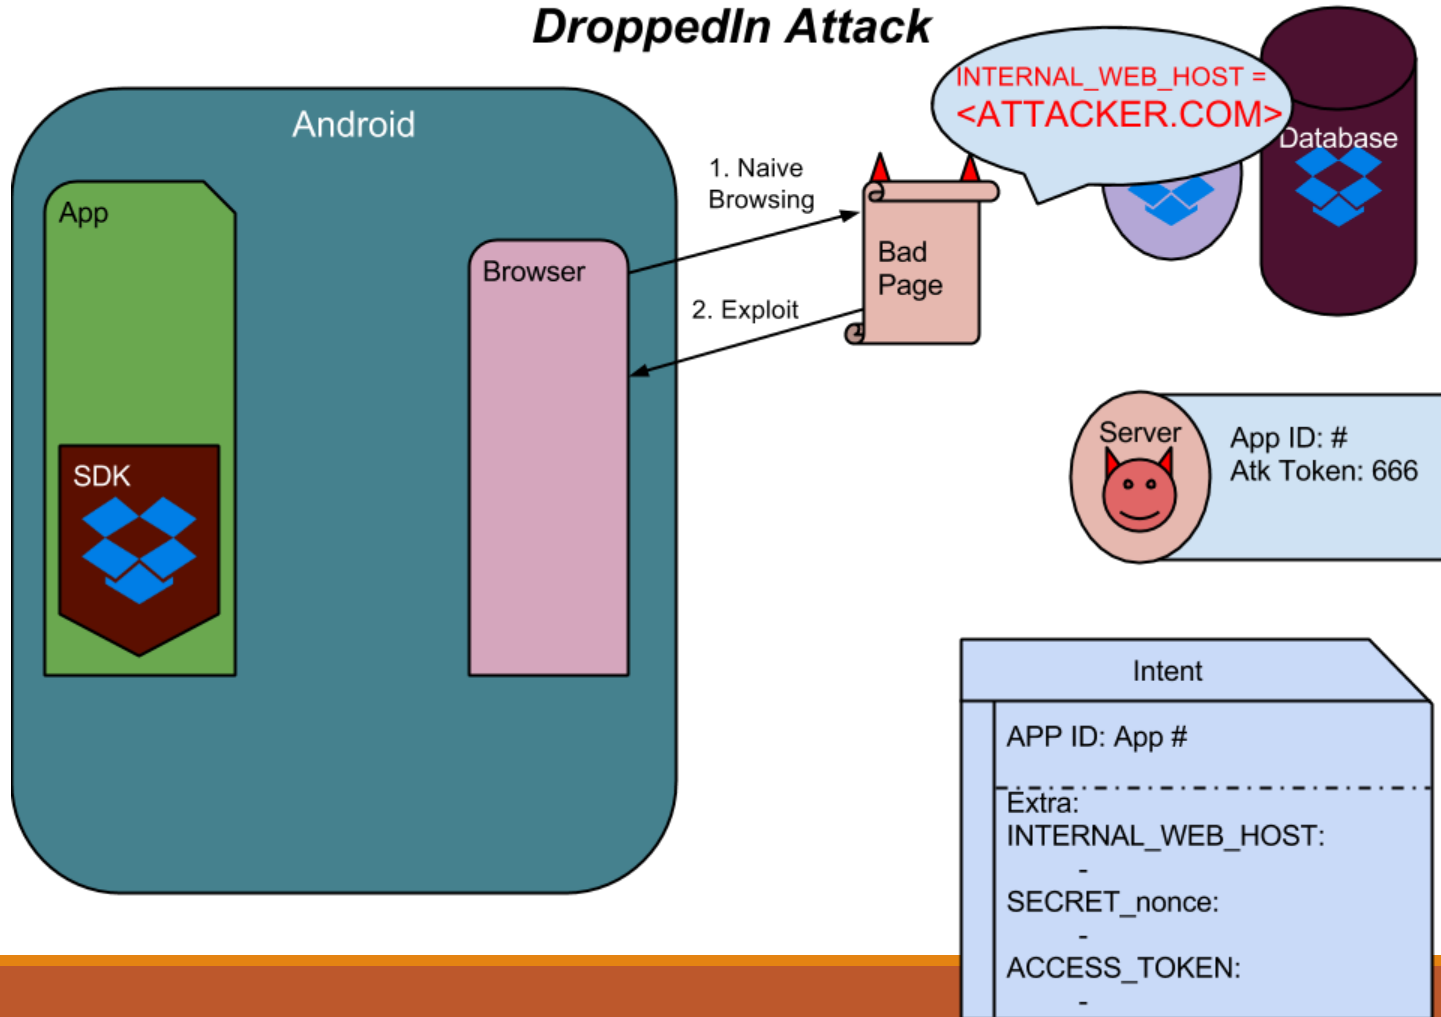 DroppedIn Attack
INTERNAL_WEB_HOST =
<ATTACKER.COM>
Database
Android
1. Naive
Browsing
App
Browser
Bad
Page
2. Exploit
SDK
Server
App ID: #
Atk Token: 666
Intent
APP ID: App #
Extra:
INTERNAL_WEB_HOST:
-
SECRET_nonce:
-
ACCESS_TOKEN:
-